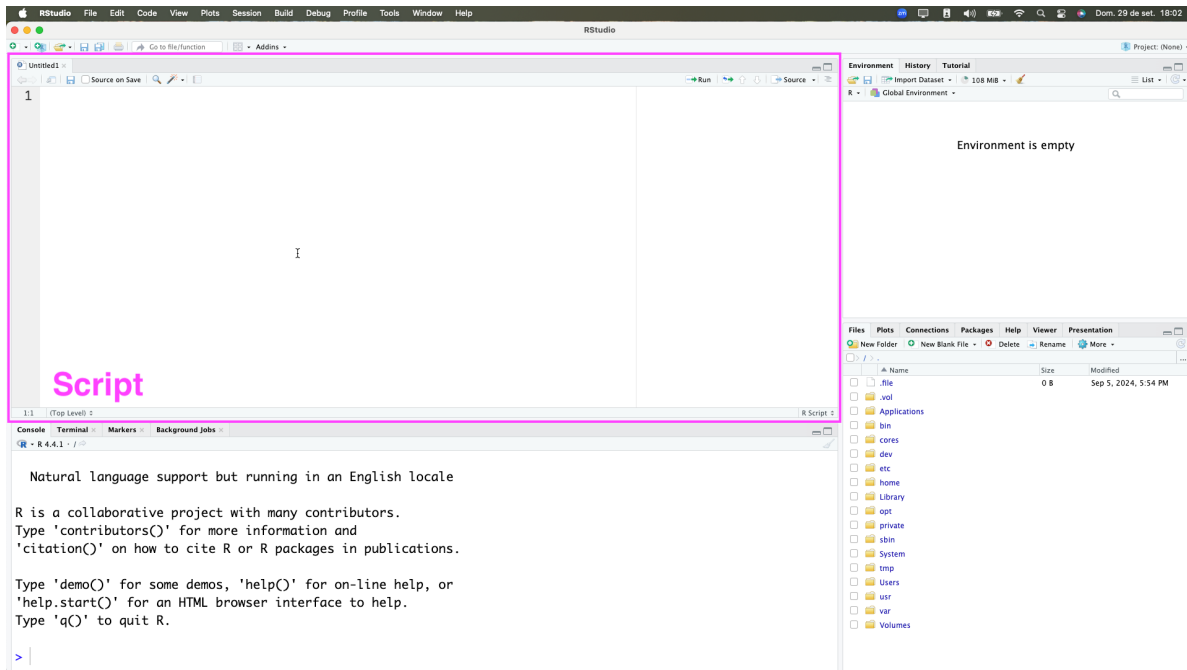 RStudio File Edit Code View Plots Session Build Debug Profile Tools Window Help zm Dom. 29 de set. 18:02
RStudio
Go to file/function Addins Project: (None)
Untitled1
Source on Save Run Source
1
Script
1:1 (Top Level) R Script
Console Terminal Markers Background Jobs
R 4.4.1 · /
Natural language support but running in an English locale
R is a collaborative project with many contributors.
Type 'contributors()' for more information and
'citation()' on how to cite R or R packages in publications.
Type 'demo()' for some demos, 'help()' for on-line help, or
'help.start()' for an HTML browser interface to help.
Type 'q()' to quit R.
>
Environment History Tutorial
Import Dataset 108 MiB List
R Global Environment
Environment is empty
Files Plots Connections Packages Help Viewer Presentation
New Folder New Blank File Delete Rename More
/ .
Name Size Modified
.file 0 B Sep 5, 2024, 5:54 PM
.vol
Applications
bin
cores
dev
etc
home
Library
opt
private
sbin
System
tmp
Users
usr
var
Volumes